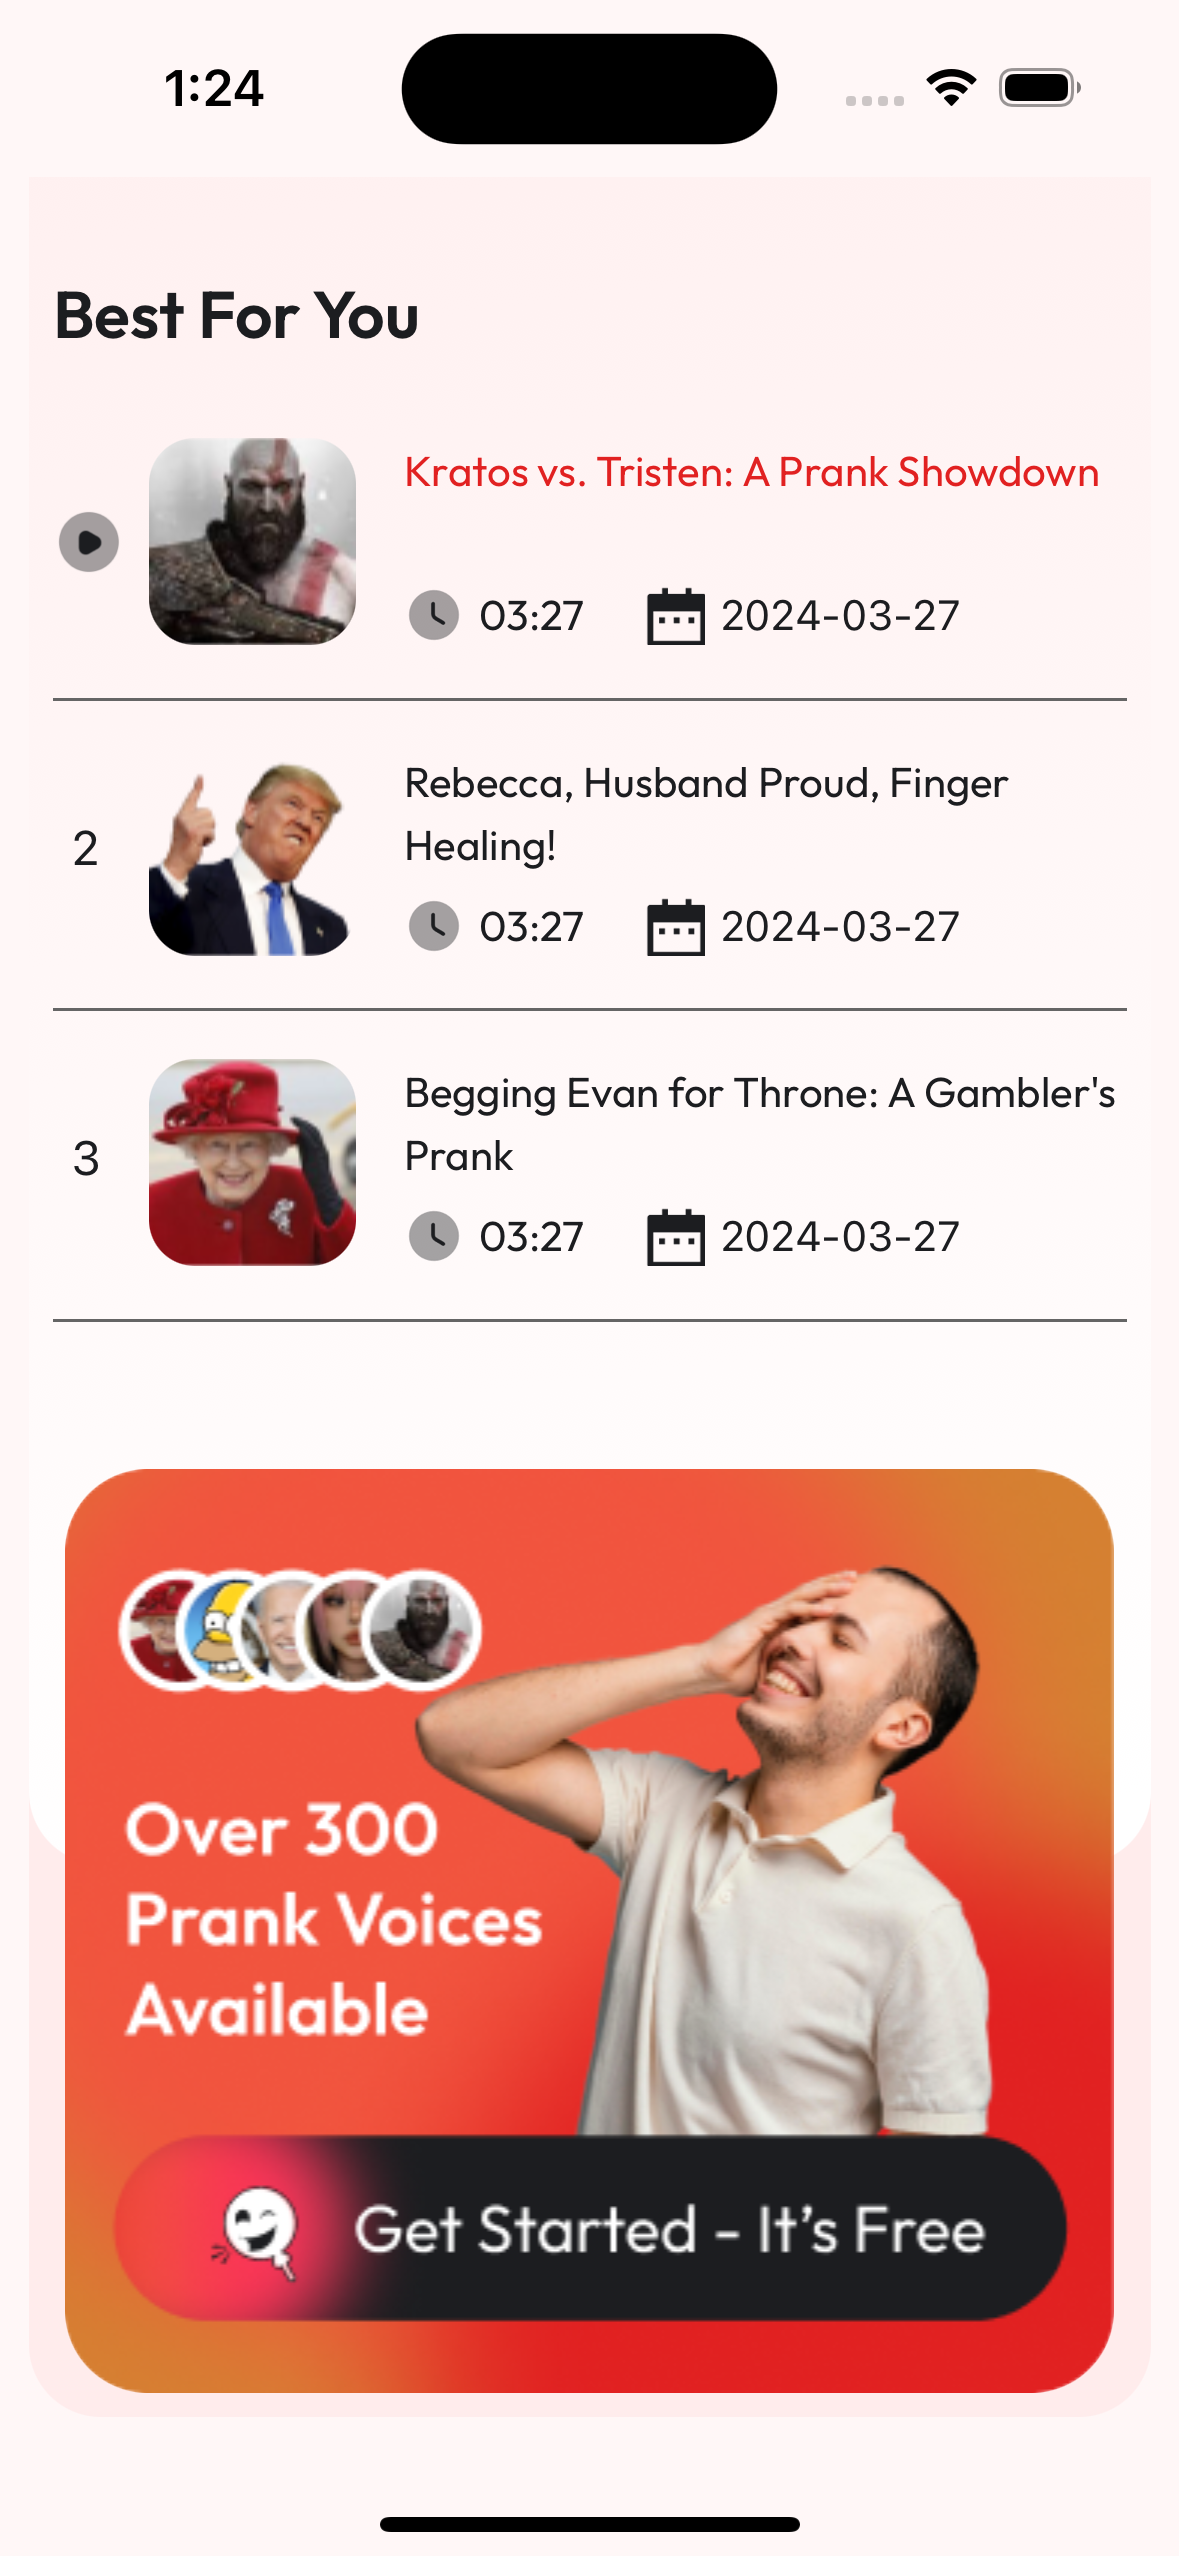 1:24
Best For You
Kratos vs. Tristen: A Prank Showdown
03:27 2024-03-27
2
Rebecca, Husband Proud, Finger
Healing!
03:27 2024-03-27
3
Begging Evan for Throne: A Gambler's
Prank
03:27 2024-03-27
Over 300
Prank Voices
Available
Get Started - It’s Free